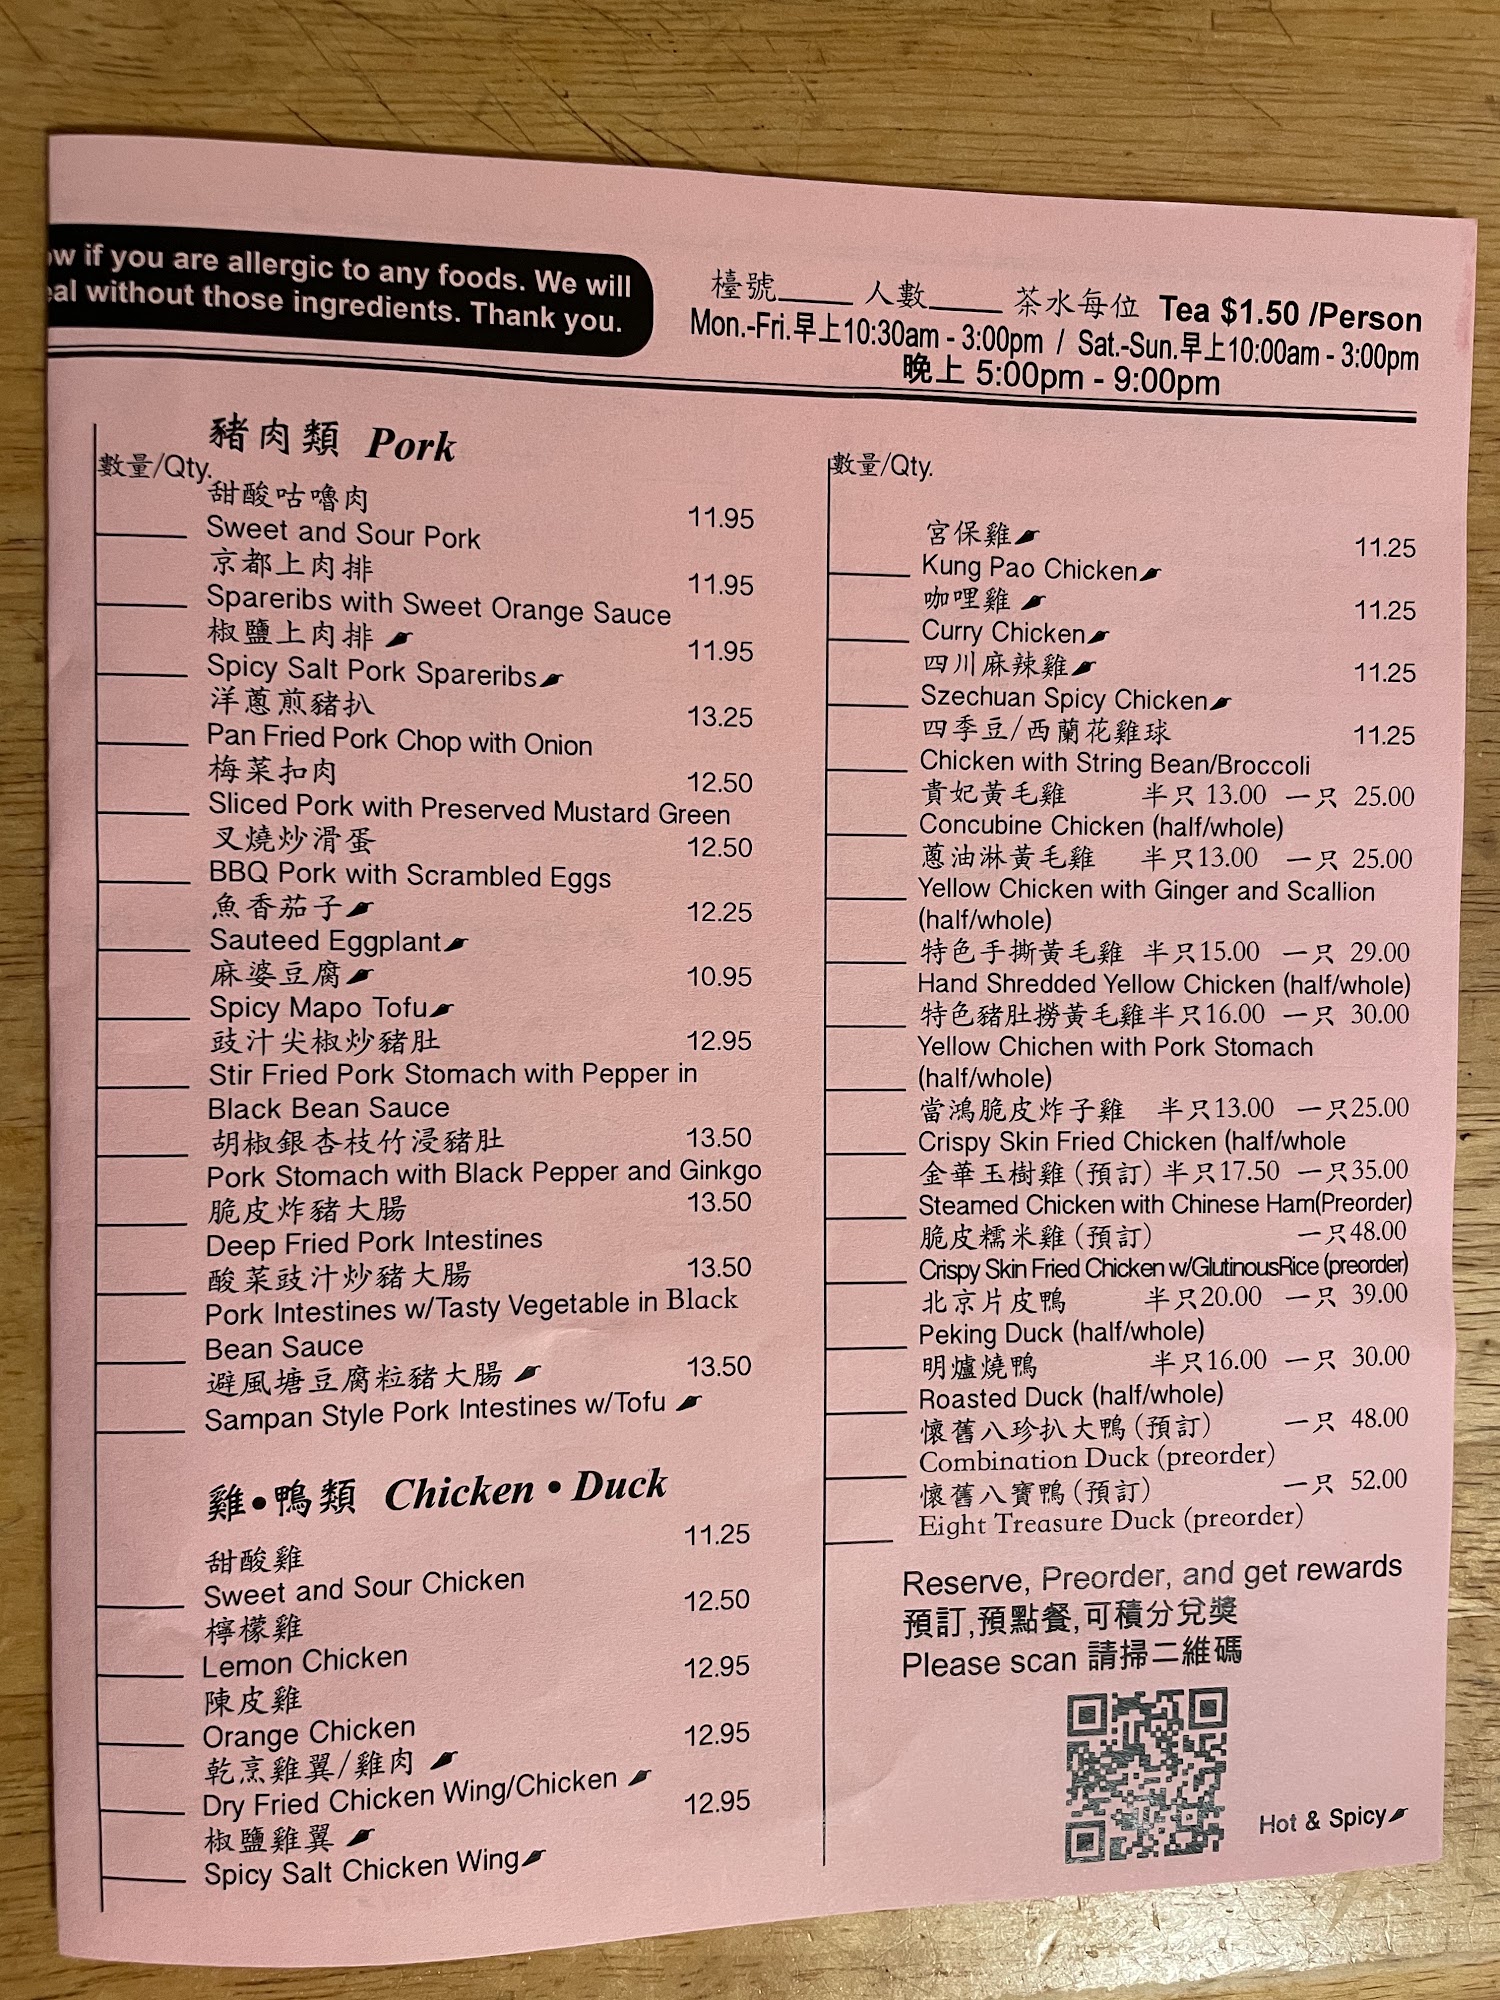 if you are allergic to any foods. We will
without those ingredients. Thank you.
檯號_____ 人數_____ 茶水每位 Tea $1.50 /Person
Mon.-Fri.早上10:30am - 3:00pm / Sat.-Sun.早上10:00am - 3:00pm
晚上 5:00pm - 9:00pm
豬肉類 Pork
數量/Qty.
甜酸咕嚕肉 11.95
Sweet and Sour Pork
京都上肉排 11.95
Spareribs with Sweet Orange Sauce
椒鹽上肉排 11.95
Spicy Salt Pork Spareribs
洋蔥煎豬扒 13.25
Pan Fried Pork Chop with Onion
梅菜扣肉 12.50
Sliced Pork with Preserved Mustard Green
叉燒炒滑蛋 12.50
BBQ Pork with Scrambled Eggs
魚香茄子 12.25
Sauteed Eggplant
麻婆豆腐 10.95
Spicy Mapo Tofu
豉汁尖椒炒豬肚 12.95
Stir Fried Pork Stomach with Pepper in
Black Bean Sauce
胡椒銀杏枝竹浸豬肚 13.50
Pork Stomach with Black Pepper and Ginkgo
脆皮炸豬大腸 13.50
Deep Fried Pork Intestines
酸菜豉汁炒豬大腸 13.50
Pork Intestines w/Tasty Vegetable in Black
Bean Sauce
避風塘豆腐粒豬大腸 13.50
Sampan Style Pork Intestines w/Tofu
雞•鴨類 Chicken • Duck
甜酸雞 11.25
Sweet and Sour Chicken
檸檬雞 12.50
Lemon Chicken
陳皮雞 12.95
Orange Chicken
乾烹雞翼/雞肉 12.95
Dry Fried Chicken Wing/Chicken
椒鹽雞翼 12.95
Spicy Salt Chicken Wing
數量/Qty.
宮保雞 11.25
Kung Pao Chicken
咖哩雞 11.25
Curry Chicken
四川麻辣雞 11.25
Szechuan Spicy Chicken
四季豆/西蘭花雞球 11.25
Chicken with String Bean/Broccoli
貴妃黃毛雞 半只 13.00 一只 25.00
Concubine Chicken (half/whole)
蔥油淋黃毛雞 半只13.00 一只 25.00
Yellow Chicken with Ginger and Scallion
(half/whole)
特色手撕黃毛雞 半只15.00 一只 29.00
Hand Shredded Yellow Chicken (half/whole)
特色豬肚撈黃毛雞半只16.00 一只 30.00
Yellow Chichen with Pork Stomach
(half/whole)
當鴻脆皮炸子雞 半只13.00 一只25.00
Crispy Skin Fried Chicken (half/whole
金華玉樹雞(預訂) 半只17.50 一只35.00
Steamed Chicken with Chinese Ham(Preorder)
脆皮糯米雞(預訂) 一只48.00
Crispy Skin Fried Chicken w/GlutinousRice (preorder)
北京片皮鴨 半只20.00 一只 39.00
Peking Duck (half/whole)
明爐燒鴨 半只16.00 一只 30.00
Roasted Duck (half/whole)
懷舊八珍扒大鴨(預訂) 一只 48.00
Combination Duck (preorder)
懷舊八寶鴨(預訂) 一只 52.00
Eight Treasure Duck (preorder)
Reserve, Preorder, and get rewards
預訂,預點餐,可積分兌獎
Please scan 請掃二維碼
Hot & Spicy